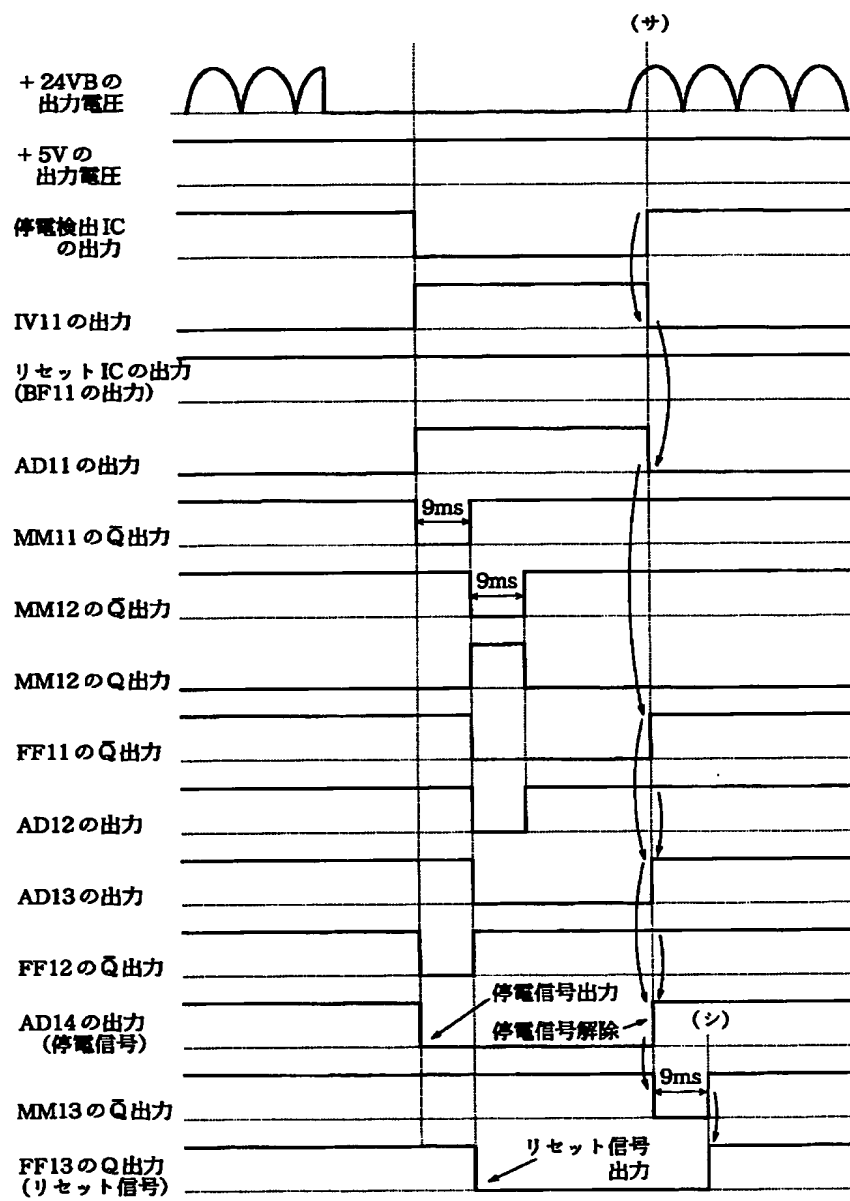 (サ)
+24VBの
出力電圧
+5Vの
出力電圧
停電検出IC
の出力
IV11の出力
リセットICの出力
(BF11の出力)
AD11の出力
9ms
MM11のQ̄出力
9ms
MM12のQ̄出力
MM12のQ出力
FF11のQ̄出力
AD12の出力
AD13の出力
FF12のQ̄出力
停電信号出力
AD14の出力
(停電信号)
停電信号解除
(シ)
9ms
MM13のQ̄出力
リセット信号
出力
FF13のQ出力
(リセット信号)